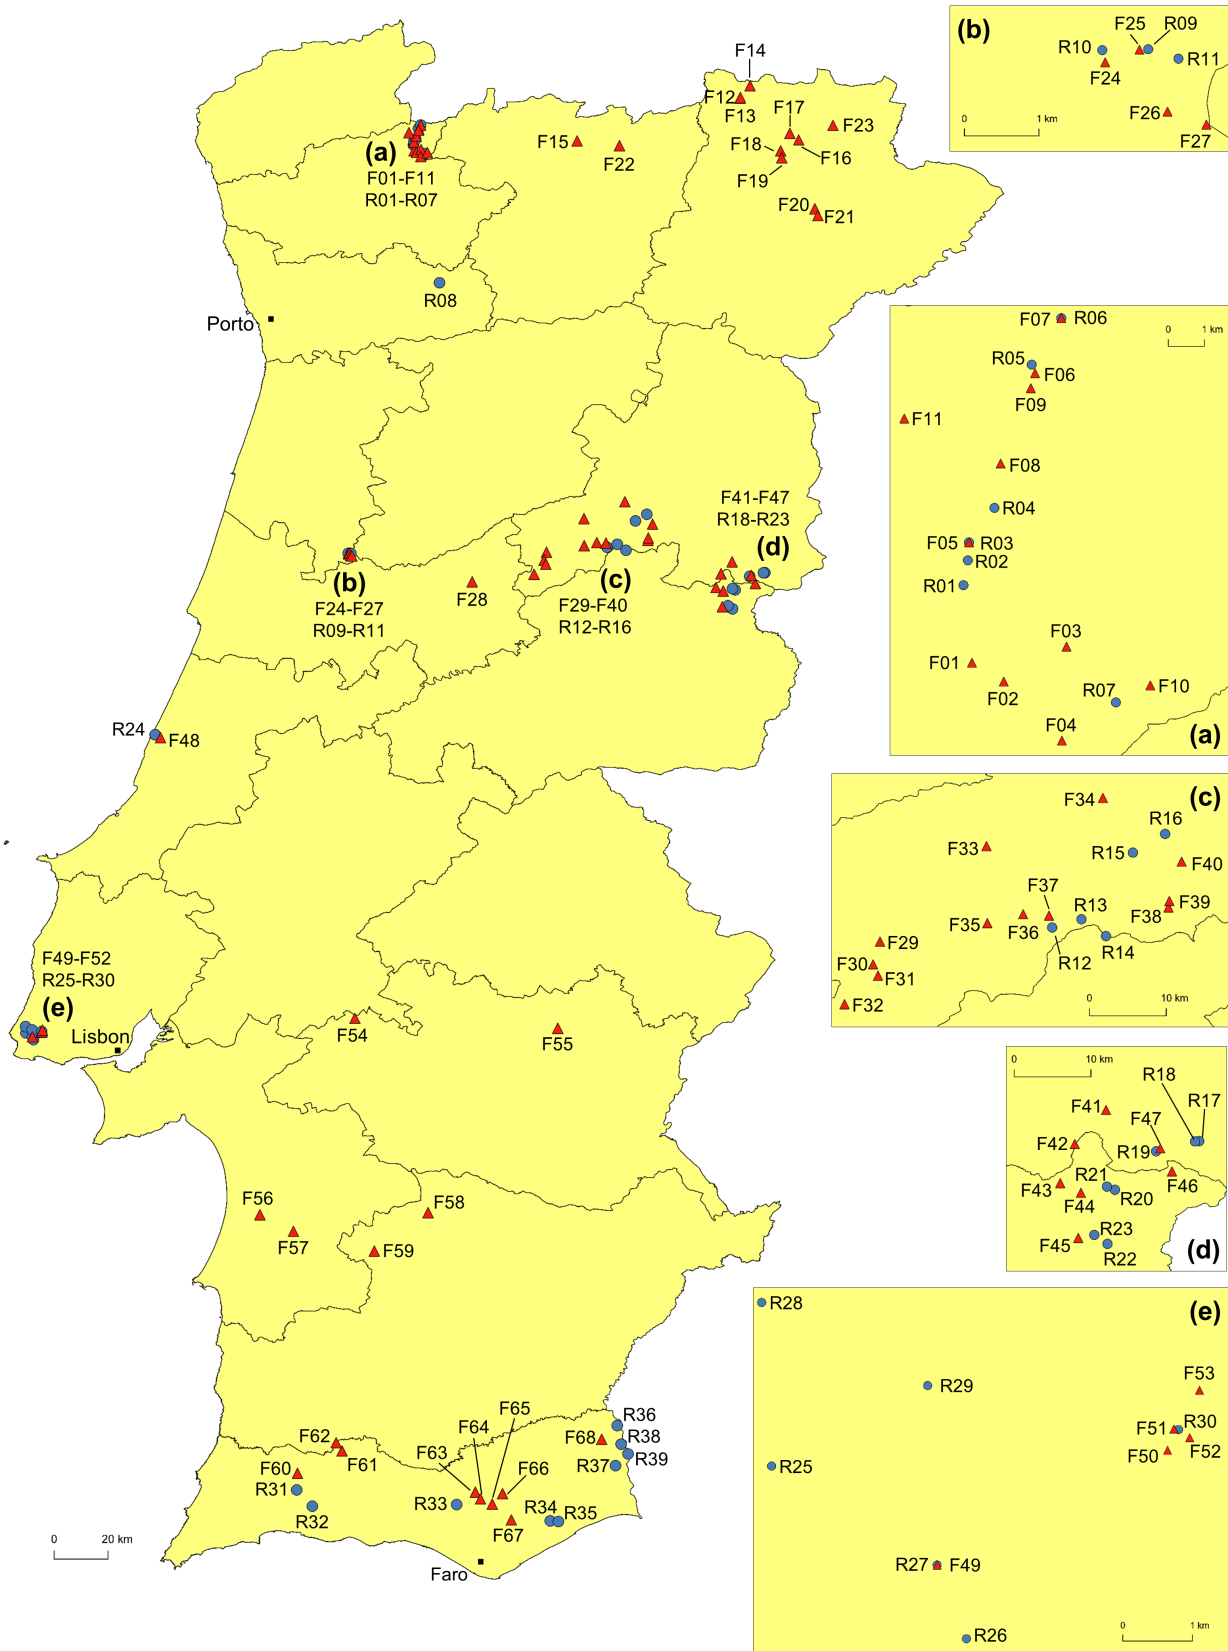 F14
F12
F13
F17
F23
F15
F22
F18
F16
F19
F20
F21
(a)
F01-F11
R01-R07
R08
Porto
F41-F47
R18-R23
(d)
(b)
F24-F27
R09-R11
F28
(c)
F29-F40
R12-R16
R24
F48
F49-F52
R25-R30
(e)
Lisbon
F54
F55
F56
F57
F58
F59
F62
F61
F60
R31
R32
F63
F64
F65
F66
R33
F67
R34
R35
F68
R36
R38
R39
R37
Faro
0 20 km
(b)
F25
R09
R10
R11
F24
F26
F27
0 1 km
F07
R06
0 1 km
R05
F06
F09
F11
F08
R04
F05
R03
R02
R01
F03
F01
F02
R07
F10
F04
(a)
F34
(c)
R16
F33
R15
F40
F37
R13
F39
F38
F35
F36
R12
R14
F29
F30
F31
F32
0 10 km
0 10 km
R18
R17
F41
F47
F42
R19
F46
R21
F43
F44
R20
R23
F45
R22
(d)
R28
(e)
R29
F53
F51
R30
F50
F52
R25
R27
F49
R26
0 1 km